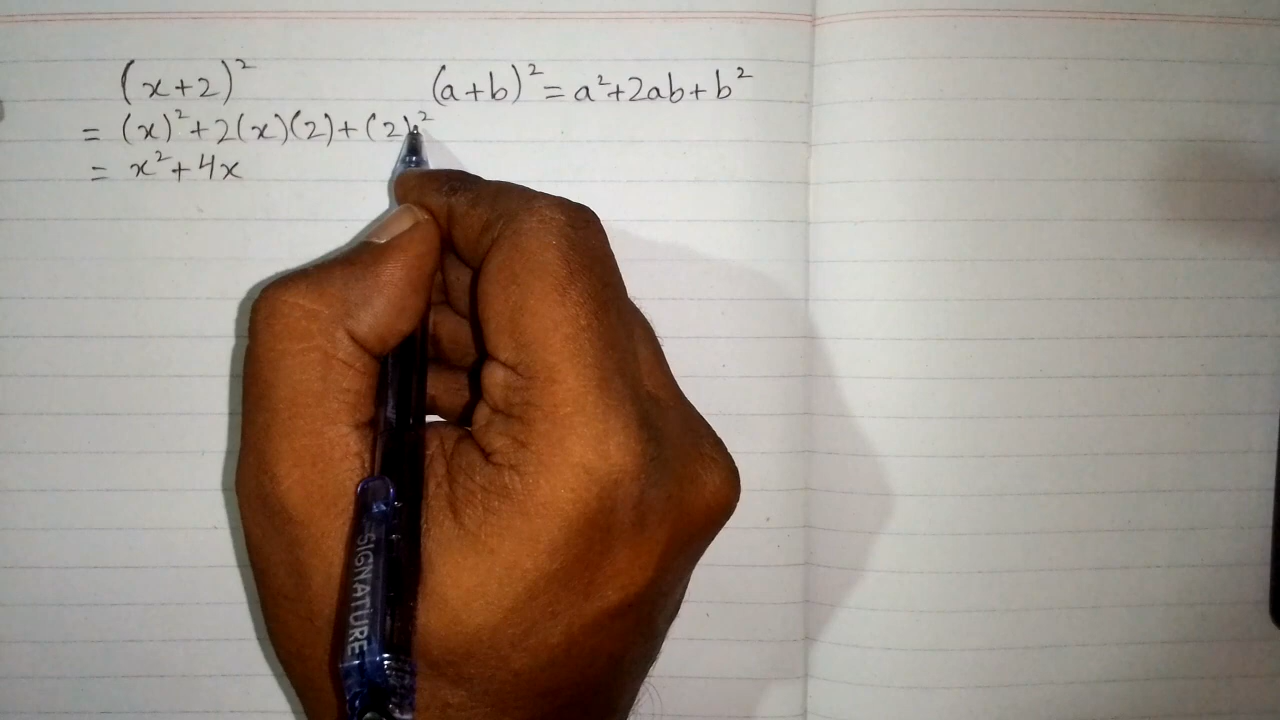 (x+2)² (a+b)² = a²+2ab+b²
= (x)²+2(x)(2)+(2)²
= x²+4x
SIGNATURE